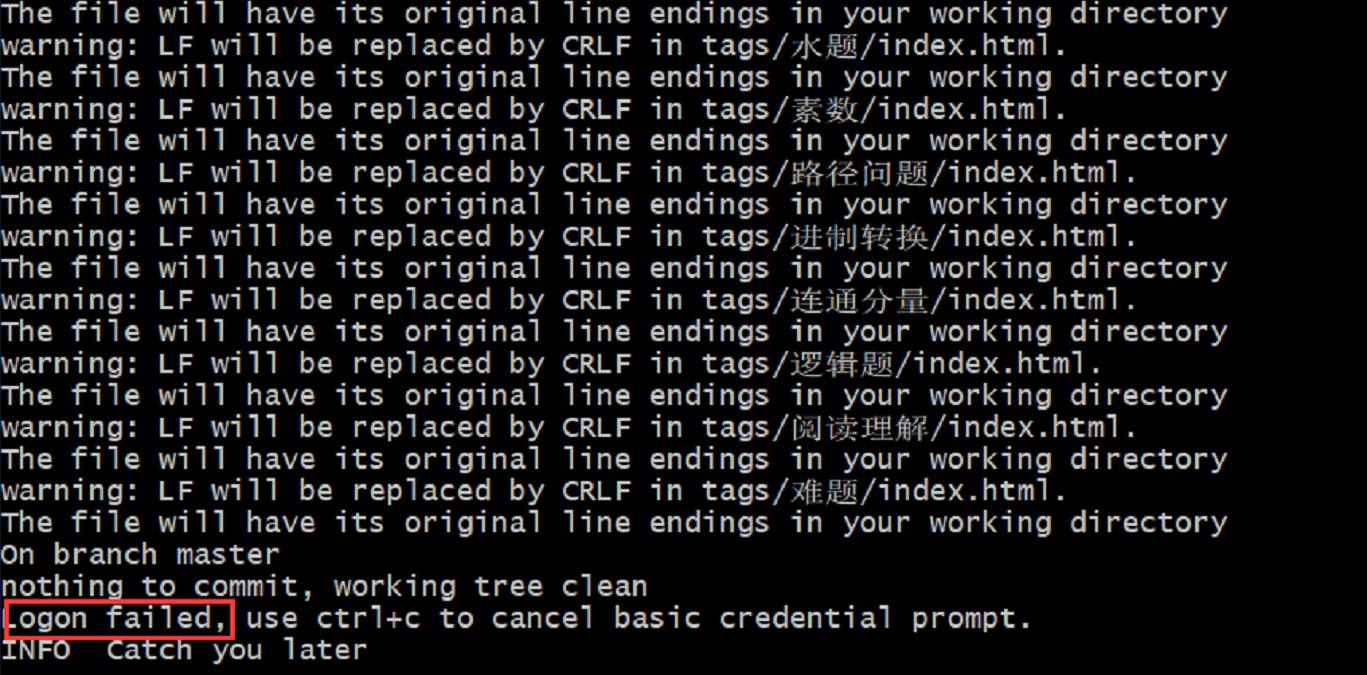 The file will have its original line endings in your working directory
warning: LF will be replaced by CRLF in tags/水题/index.html.
The file will have its original line endings in your working directory
warning: LF will be replaced by CRLF in tags/素数/index.html.
The file will have its original line endings in your working directory
warning: LF will be replaced by CRLF in tags/路径问题/index.html.
The file will have its original line endings in your working directory
warning: LF will be replaced by CRLF in tags/进制转换/index.html.
The file will have its original line endings in your working directory
warning: LF will be replaced by CRLF in tags/连通分量/index.html.
The file will have its original line endings in your working directory
warning: LF will be replaced by CRLF in tags/逻辑题/index.html.
The file will have its original line endings in your working directory
warning: LF will be replaced by CRLF in tags/阅读理解/index.html.
The file will have its original line endings in your working directory
warning: LF will be replaced by CRLF in tags/难题/index.html.
The file will have its original line endings in your working directory
On branch master
nothing to commit, working tree clean
Logon failed, use ctrl+c to cancel basic credential prompt.
INFO  Catch you later